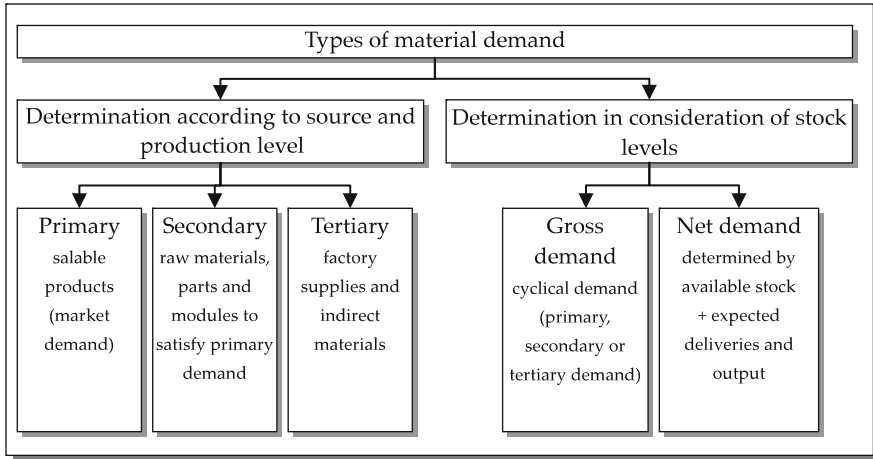 Types of material demand
Determination according to source and
production level
Determination in consideration of stock
levels
Primary
salable
products
(market
demand)
Secondary
raw materials,
parts and
modules to
satisfy primary
demand
Tertiary
factory
supplies and
indirect
materials
Gross
demand
cyclical demand
(primary,
secondary or
tertiary demand)
Net demand
determined by
available stock
+ expected
deliveries and
output